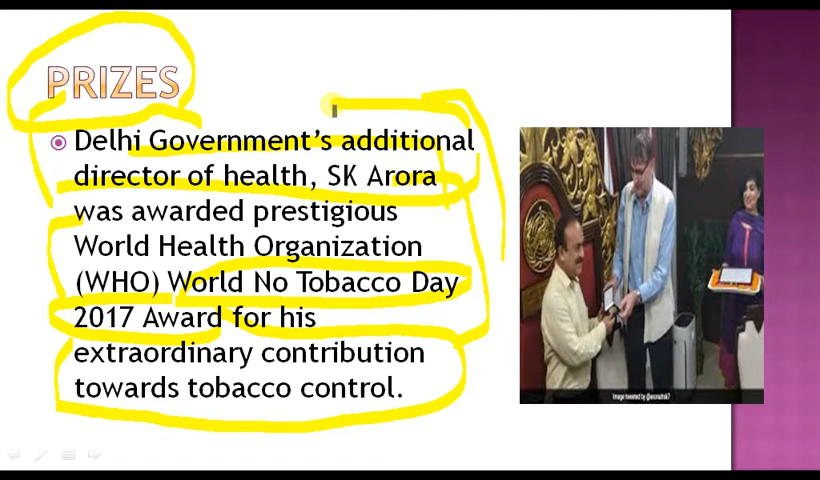 PRIZES
Delhi Government's additional
director of health, SK Arora
was awarded prestigious
World Health Organization
(WHO) World No Tobacco Day
2017 Award for his
extraordinary contribution
towards tobacco control.